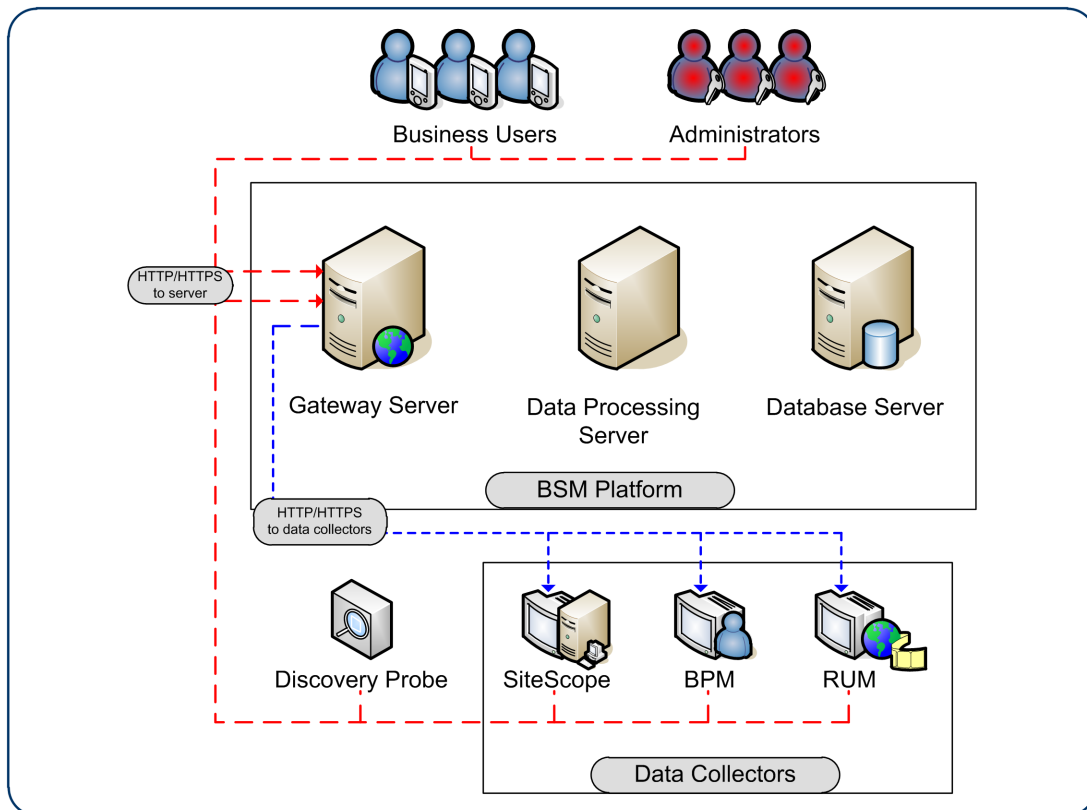 Business Users
Administrators
HTTP/HTTPS
to server
Gateway Server
Data Processing
Server
Database Server
BSM Platform
HTTP/HTTPS
to data collectors
Discovery Probe
SiteScope
BPM
RUM
Data Collectors